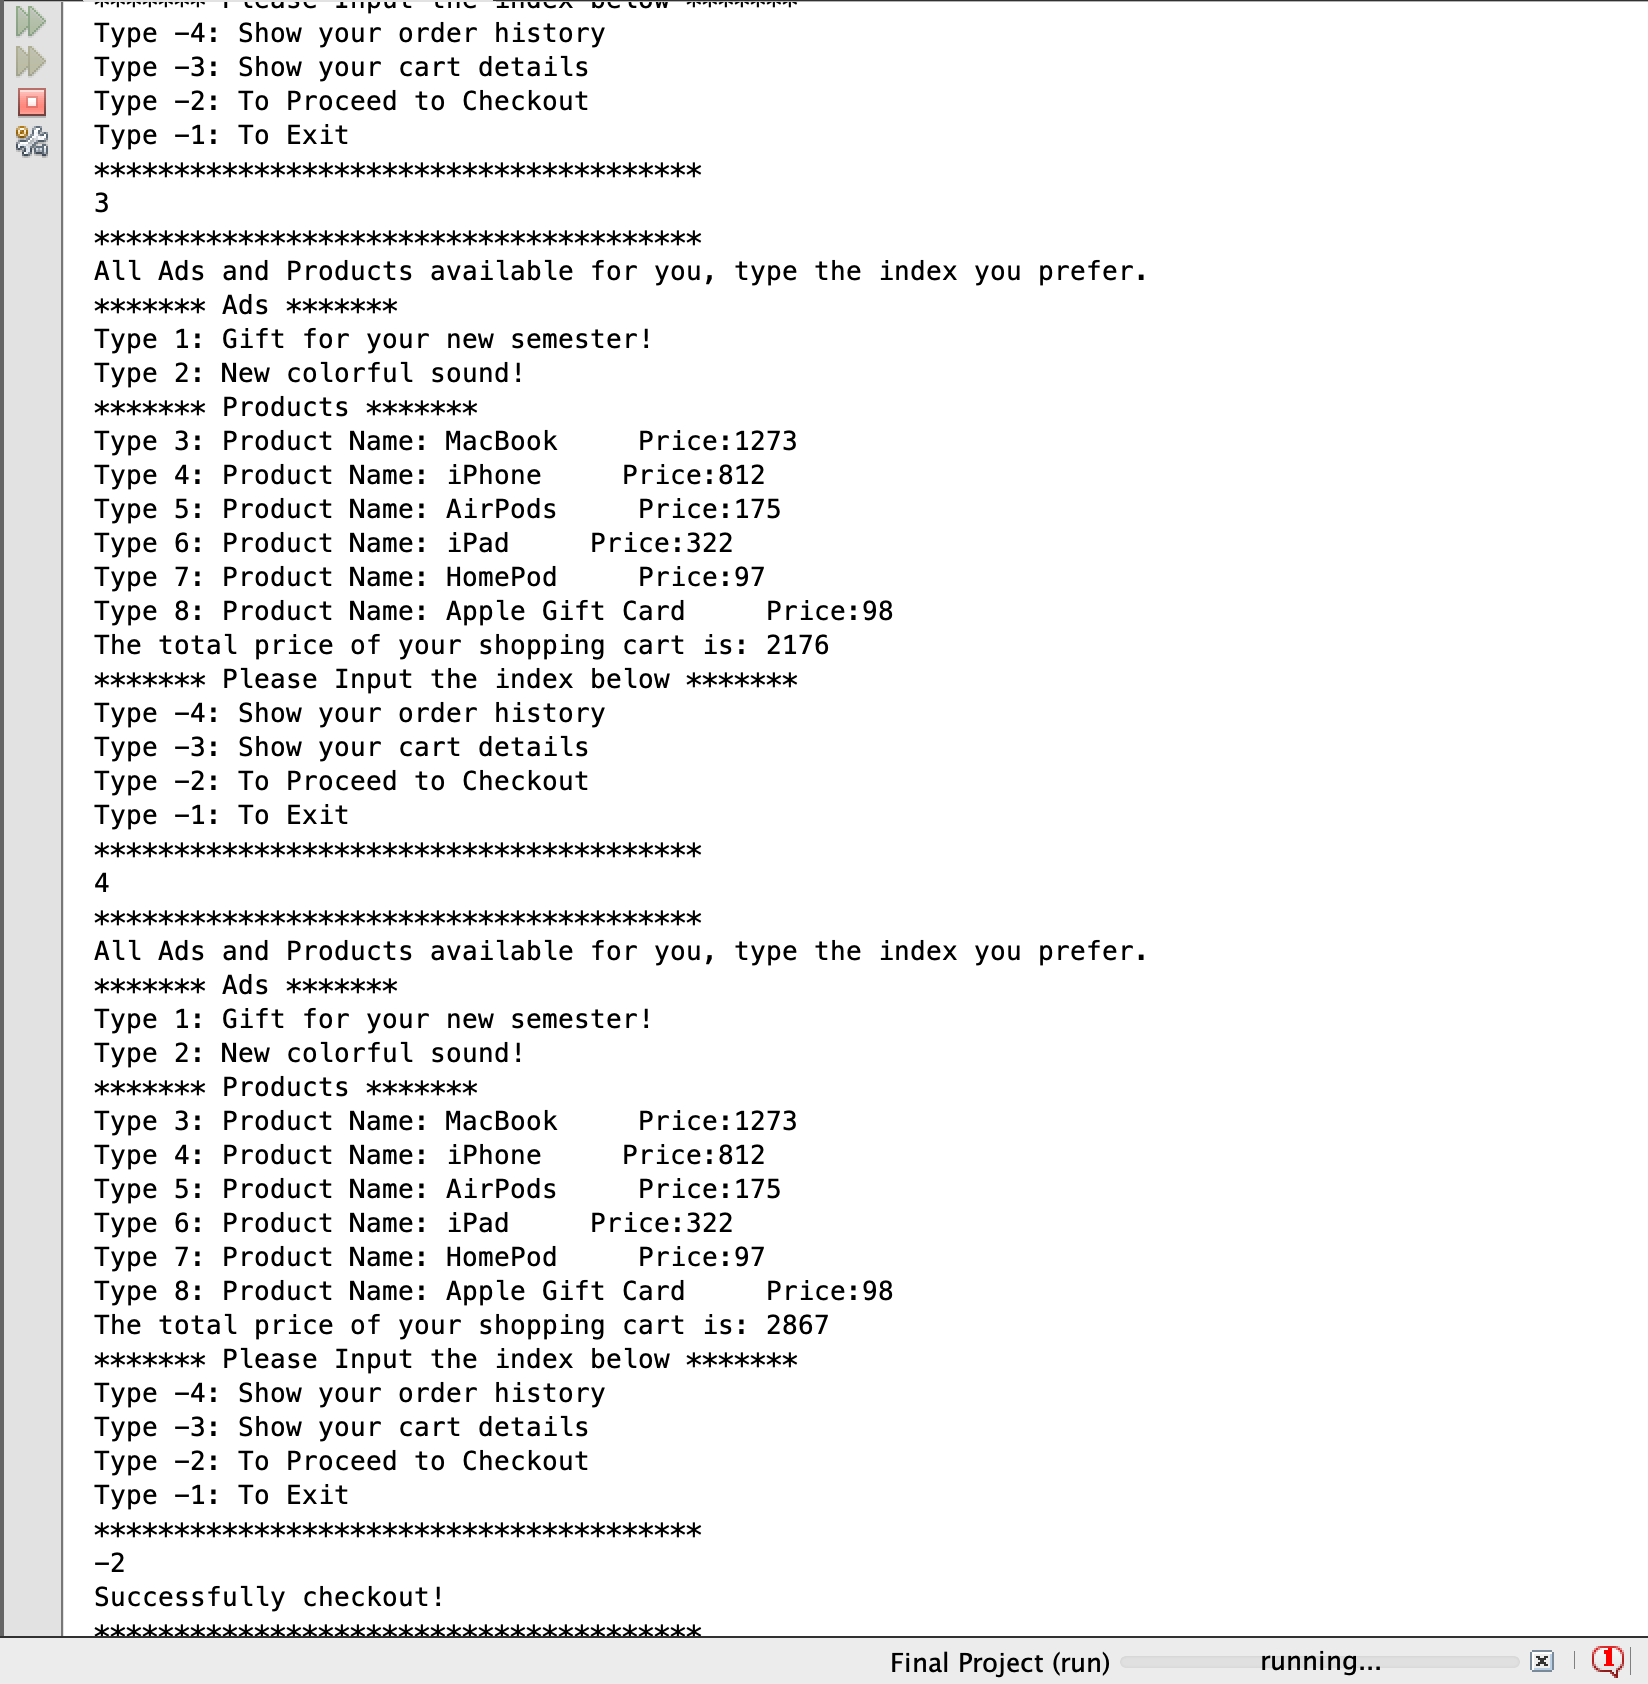 ******* Please Input the index below *******
Type -4: Show your order history
Type -3: Show your cart details
Type -2: To Proceed to Checkout
Type -1: To Exit
**************************************
3
**************************************
All Ads and Products available for you, type the index you prefer.
******* Ads *******
Type 1: Gift for your new semester!
Type 2: New colorful sound!
******* Products *******
Type 3: Product Name: MacBook     Price:1273
Type 4: Product Name: iPhone     Price:812
Type 5: Product Name: AirPods     Price:175
Type 6: Product Name: iPad     Price:322
Type 7: Product Name: HomePod     Price:97
Type 8: Product Name: Apple Gift Card     Price:98
The total price of your shopping cart is: 2176
******* Please Input the index below *******
Type -4: Show your order history
Type -3: Show your cart details
Type -2: To Proceed to Checkout
Type -1: To Exit
**************************************
4
**************************************
All Ads and Products available for you, type the index you prefer.
******* Ads *******
Type 1: Gift for your new semester!
Type 2: New colorful sound!
******* Products *******
Type 3: Product Name: MacBook     Price:1273
Type 4: Product Name: iPhone     Price:812
Type 5: Product Name: AirPods     Price:175
Type 6: Product Name: iPad     Price:322
Type 7: Product Name: HomePod     Price:97
Type 8: Product Name: Apple Gift Card     Price:98
The total price of your shopping cart is: 2867
******* Please Input the index below *******
Type -4: Show your order history
Type -3: Show your cart details
Type -2: To Proceed to Checkout
Type -1: To Exit
**************************************
-2
Successfully checkout!
**************************************
Final Project (run) running... 1